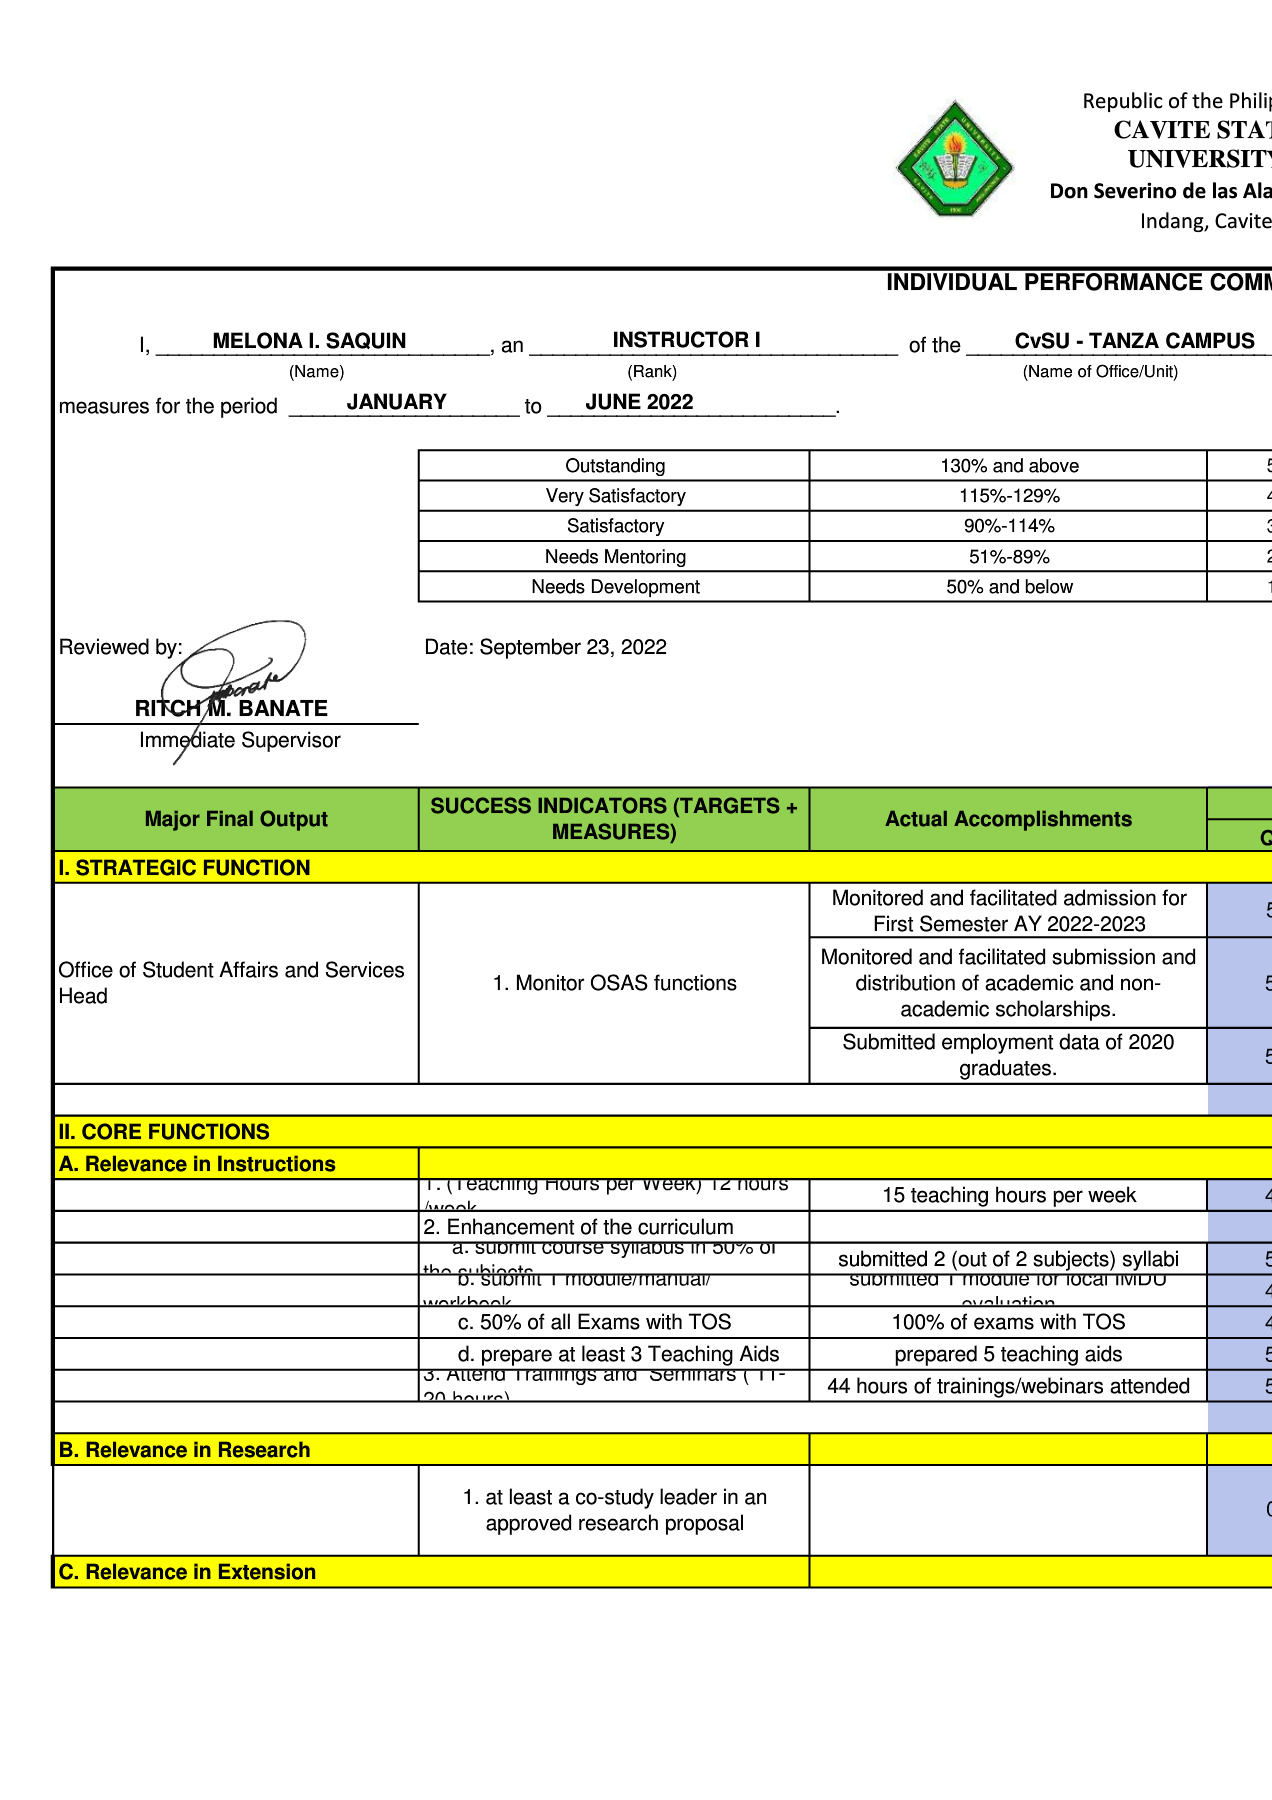 Republic of the Philip
CAVITE STAT
UNIVERSITY
Don Severino de las Ala
Indang, Cavite
INDIVIDUAL PERFORMANCE COMM
I, MELONA I. SAQUIN, an INSTRUCTOR I of the CvSU - TANZA CAMPUS
(Name) (Rank) (Name of Office/Unit)
measures for the period JANUARY to JUNE 2022.
Outstanding 130% and above 5
Very Satisfactory 115%-129% 4
Satisfactory 90%-114% 3
Needs Mentoring 51%-89% 2
Needs Development 50% and below 1
Reviewed by: Date: September 23, 2022
RITCH M. BANATE
Immediate Supervisor
Major Final Output SUCCESS INDICATORS (TARGETS + Actual Accomplishments
MEASURES) Q
I. STRATEGIC FUNCTION
Monitored and facilitated admission for
First Semester AY 2022-2023 5
Office of Student Affairs and Services
Head
1. Monitor OSAS functions
Monitored and facilitated submission and
distribution of academic and non-
academic scholarships. 5
Submitted employment data of 2020
graduates. 5
II. CORE FUNCTIONS
A. Relevance in Instructions
1. (Teaching Hours per Week) 12 hours
/week
15 teaching hours per week 4
2. Enhancement of the curriculum
a. submit course syllabus in 50% of
the subjects
submitted 2 (out of 2 subjects) syllabi 5
b. submit 1 module/manual/
workbook
submitted 1 module for local IMDU
evaluation 4
c. 50% of all Exams with TOS 100% of exams with TOS 4
d. prepare at least 3 Teaching Aids prepared 5 teaching aids 5
3. Attend Trainings and Seminars ( 11-
20 hours)
44 hours of trainings/webinars attended 5
B. Relevance in Research
1. at least a co-study leader in an
approved research proposal 0
C. Relevance in Extension